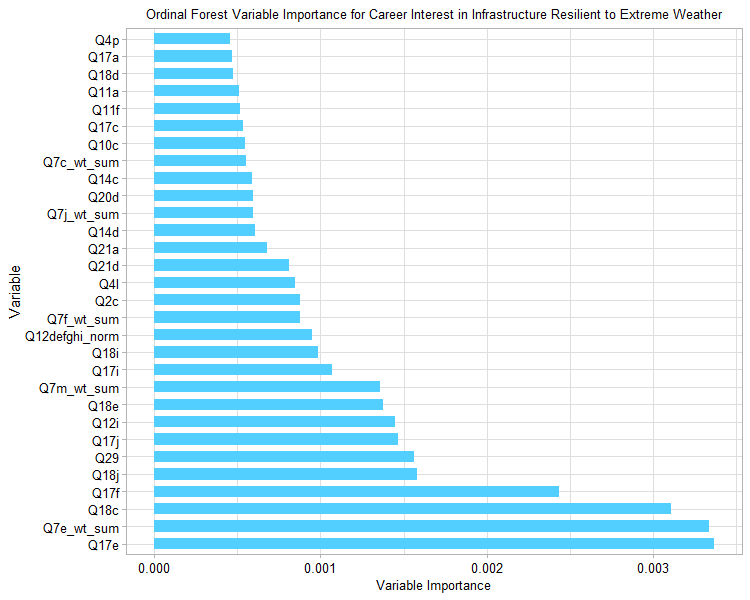 Ordinal Forest Variable Importance for Career Interest in Infrastructure Resilient to Extreme Weather
Q4p
Q17a
Q18d
Q11a
Q11f
Q17c
Q10c
Q7c_wt_sum
Q14c
Q20d
Q7j_wt_sum
Q14d
Q21a
Q21d
Q4l
Q2c
Q7f_wt_sum
Q12defghi_norm
Q18i
Q17i
Q7m_wt_sum
Q18e
Q12i
Q17j
Q29
Q18j
Q17f
Q18c
Q7e_wt_sum
Q17e
Variable
0.000 0.001 0.002 0.003
Variable Importance